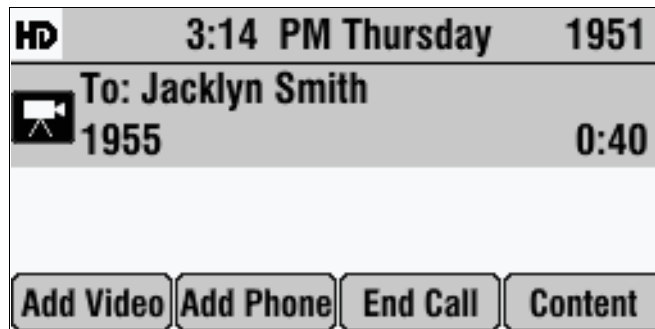 HD 3:14 PM Thursday 1951
To: Jacklyn Smith
1955 0:40
Add Video Add Phone End Call Content